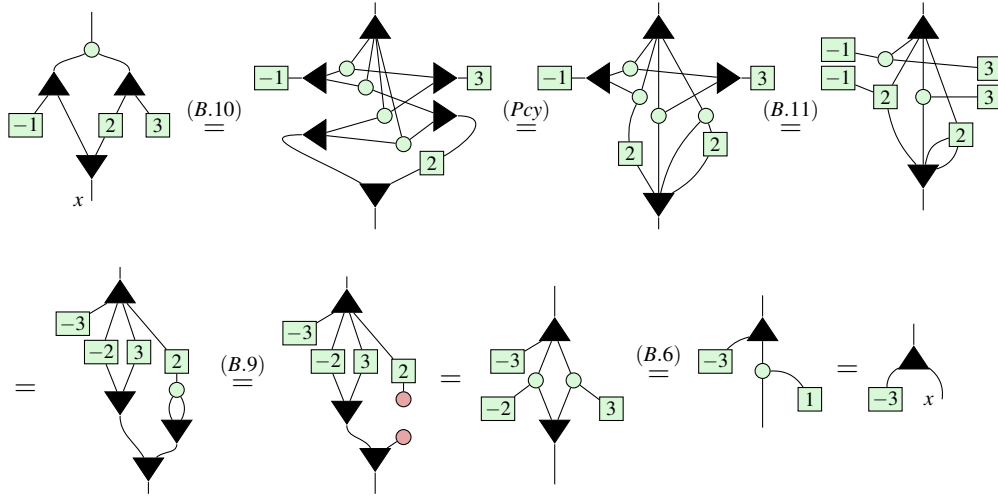 (B.10) (Pcy) (B.11)
−1 3 −1 3 −1 3
−1 3
−1 2 3 2 2 2 2 2
= = =
x
−3 −3 −3 −3
−2 3 2 −2 3 2 −2 3 1 −3
= (B.9) = = (B.6) = =
x